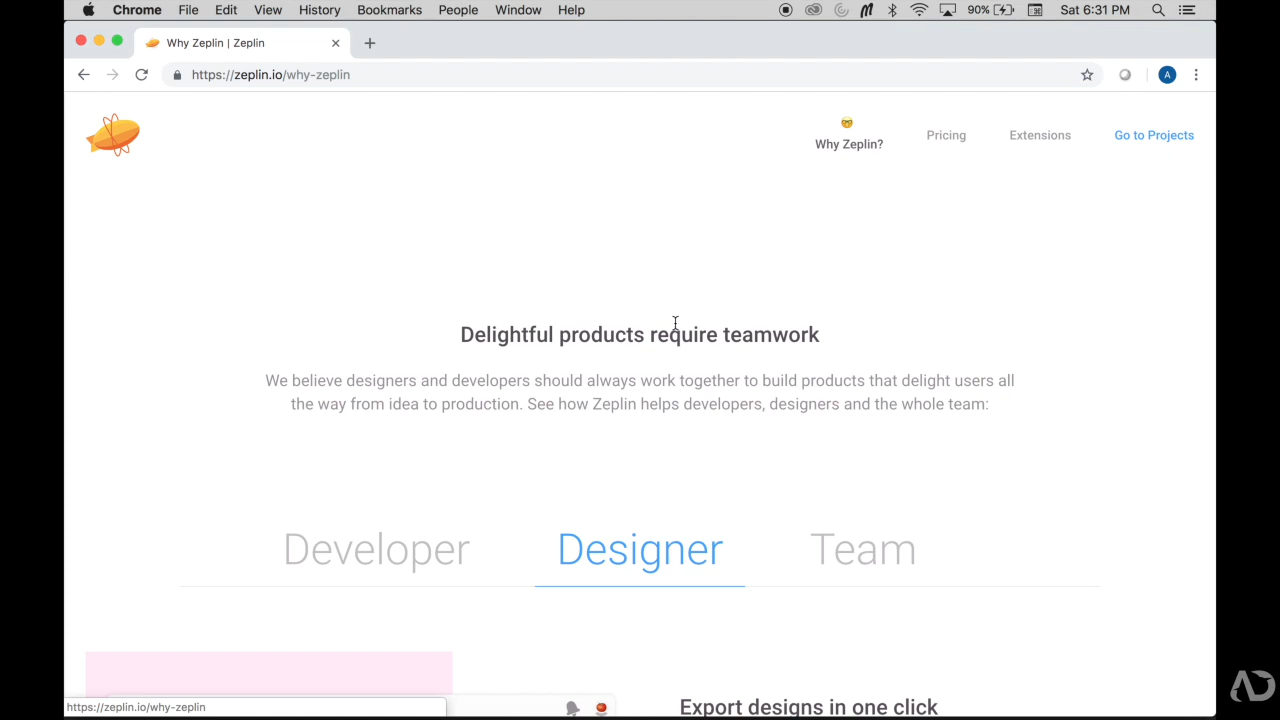 Chrome File Edit View History Bookmarks People Window Help 90% Sat 6:31 PM
Why Zeplin | Zeplin
https://zeplin.io/why-zeplin
A
Why Zeplin? Pricing Extensions Go to Projects
Delightful products require teamwork
We believe designers and developers should always work together to build products that delight users all
the way from idea to production. See how Zeplin helps developers, designers and the whole team:
Developer Designer Team
Export designs in one click
https://zeplin.io/why-zeplin
AD